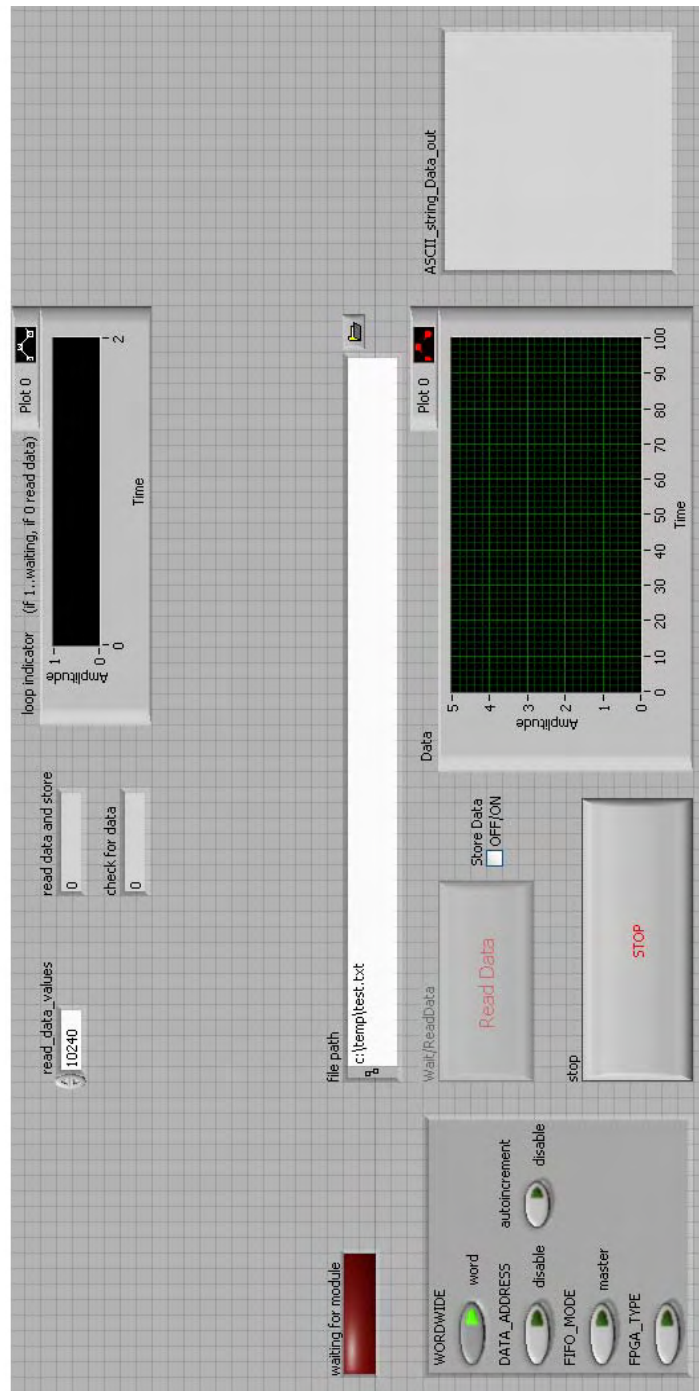 read_data_values
10240
read data and store
0
check for data
0
loop indicator (if 1..waiting, if 0 read data)
Plot 0
Amplitude
1
0
0
2
Time
waiting for module
file path
c:\temp\test.txt
WORDWIDE
word
DATA_ADDRESS
disable
autoincrement
disable
FIFO_MODE
master
FPGA_TYPE
Wait/ReadData
Read Data
Store Data
OFF/ON
stop
STOP
Data
Plot 0
Amplitude
5
4
3
2
1
0
0 10 20 30 40 50 60 70 80 90 100
Time
ASCII_string_Data_out